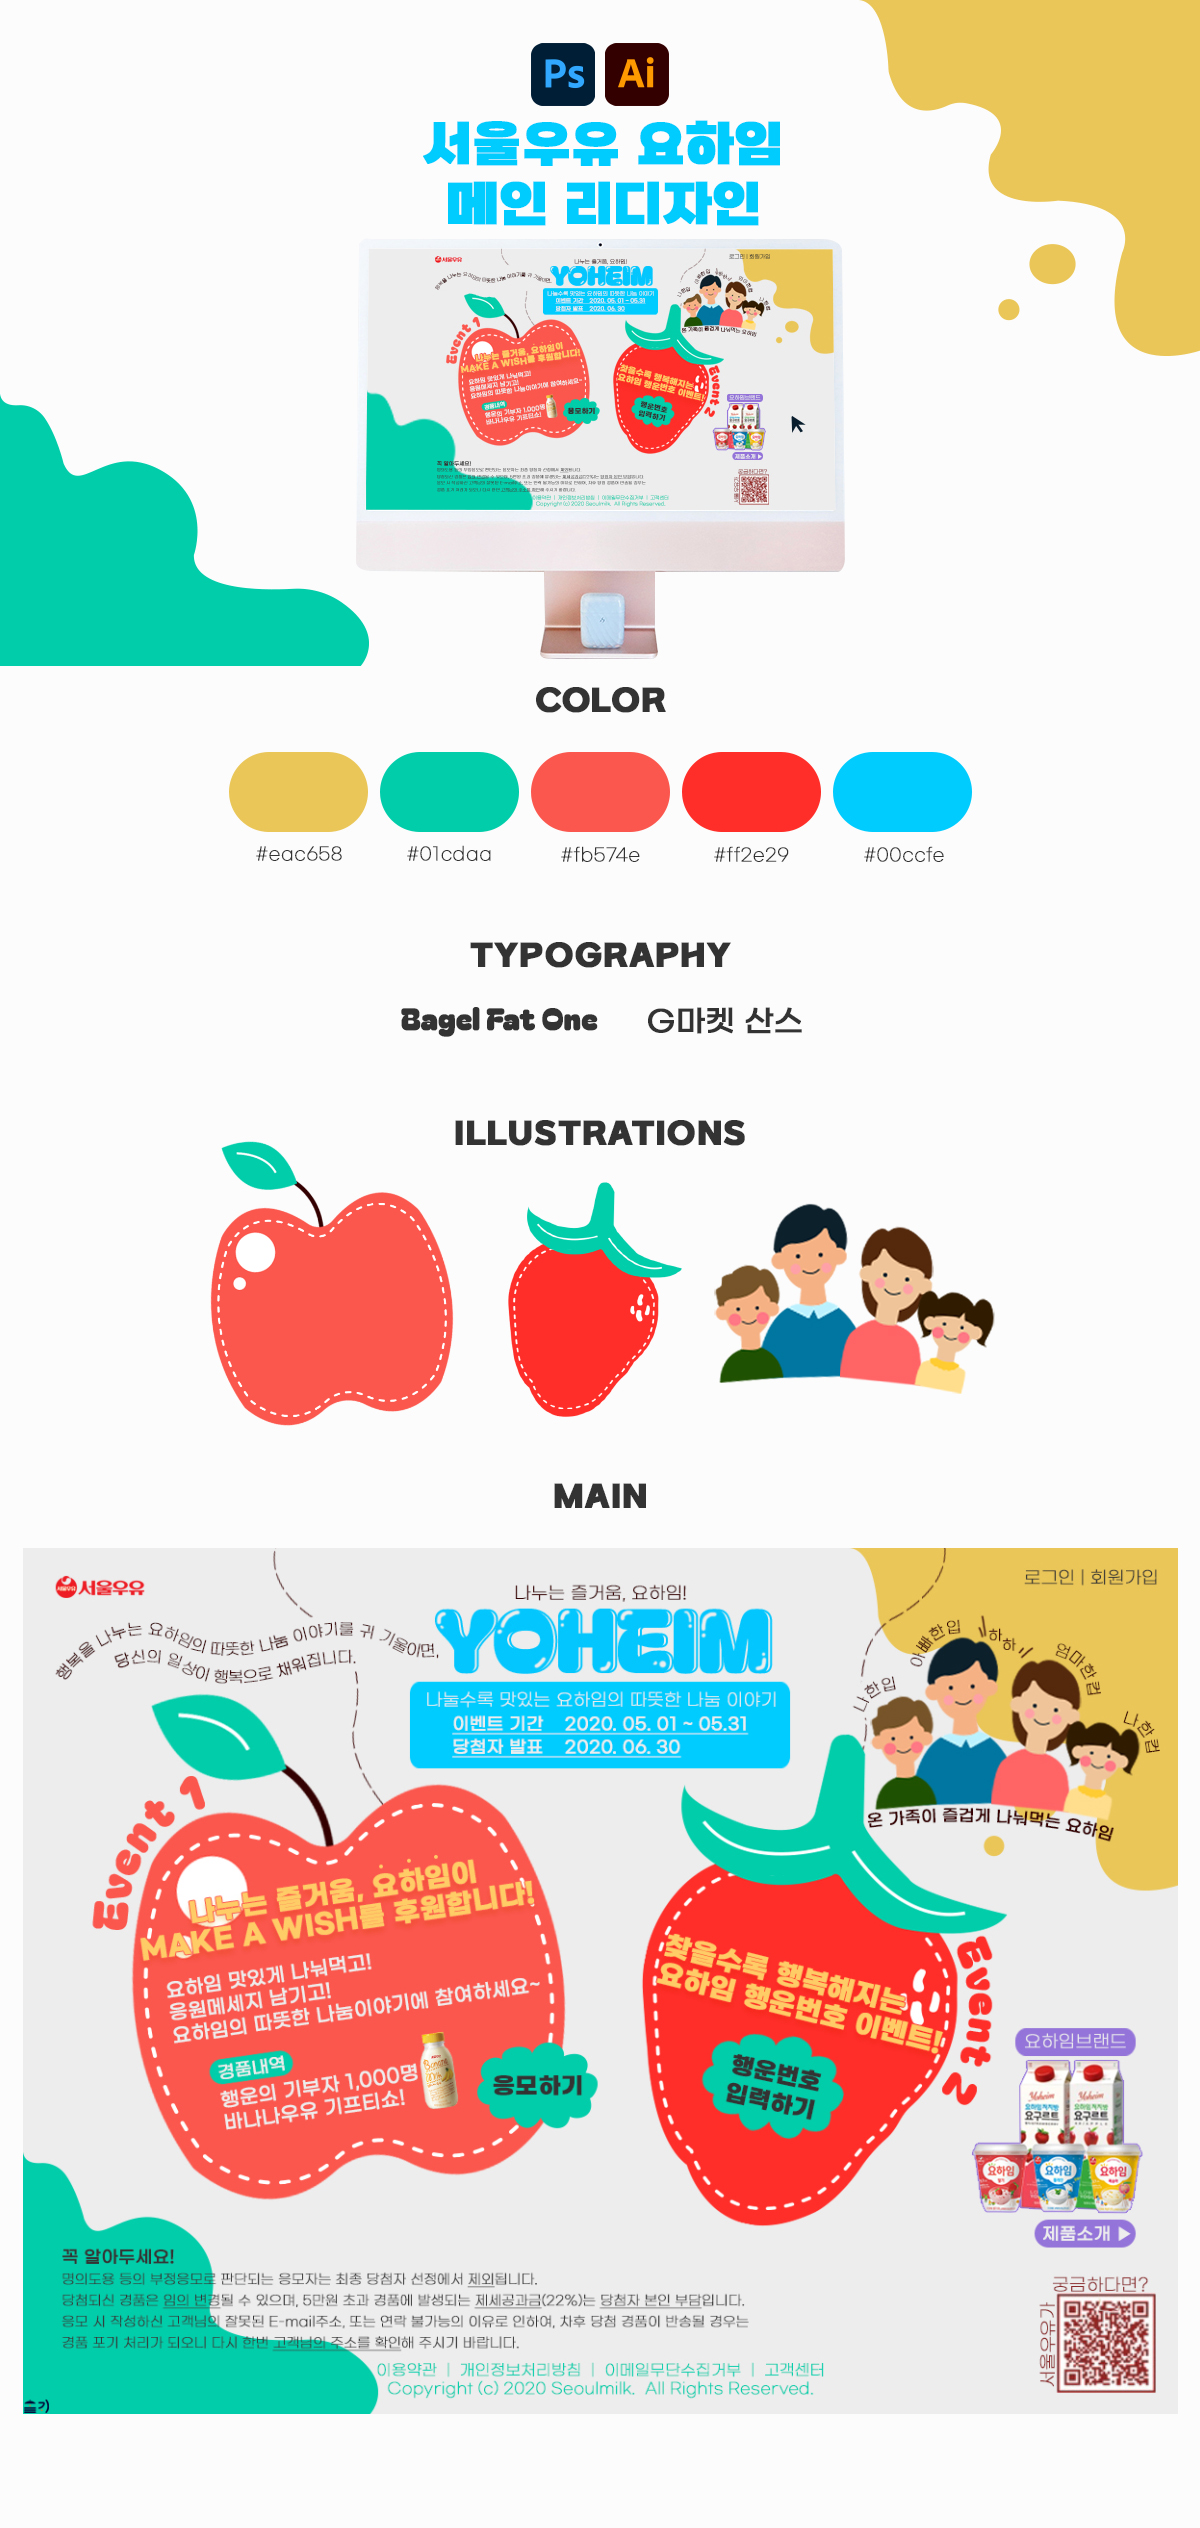 Ps Ai
서울우유 요하임
메인 리디자인
COLOR
#eac658 #01cdaa #fb574e #ff2e29 #00ccfe
TYPOGRAPHY
Bagel Fat One G마켓 산스
ILLUSTRATIONS
MAIN
서울우유
로그인 | 회원가입
행복을 나누는 요하임의 따뜻한 나눔 이야기를 귀 기울이면,
당신의 일상이 행복으로 채워집니다.
나누는 즐거움, 요하임!
YOHEIM
나눌수록 맛있는 요하임의 따뜻한 나눔 이야기
이벤트 기간 2020. 05. 01 ~ 05.31
당첨자 발표 2020. 06. 30
나한입
아빠한입
하하
엄마한컵
나한컵
온 가족이 즐겁게 나눠먹는 요하임
Event 1
나누는 즐거움, 요하임이
MAKE A WISH를 후원합니다!
요하임 맛있게 나눠먹고!
응원메세지 남기고!
요하임의 따뜻한 나눔이야기에 참여하세요~
경품내역
행운의 기부자 1,000명
바나나우유 기프티쇼!
응모하기
Event 2
찾을수록 행복해지는
요하임 행운번호 이벤트!
행운번호
입력하기
요하임브랜드
Yoheim Yoheim
요구르트 요구르트
요하임 요하임 요하임
제품소개 ▶
꼭 알아두세요!
명의도용 등의 부정응모로 판단되는 응모자는 최종 당첨자 선정에서 제외됩니다.
당첨되신 경품은 임의 변경될 수 있으며, 5만원 초과 경품에 발생되는 제세공과금(22%)는 당첨자 본인 부담입니다.
응모 시 작성하신 고객님의 잘못된 E-mail주소, 또는 연락 불가능의 이유로 인하여, 차후 당첨 경품이 반송될 경우는
경품 포기 처리가 되오니 다시 한번 고객님의 주소를 확인해 주시기 바랍니다.
궁금하다면?
서울우유가
이용약관 | 개인정보처리방침 | 이메일무단수집거부 | 고객센터
Copyright (c) 2020 Seoulmilk. All Rights Reserved.